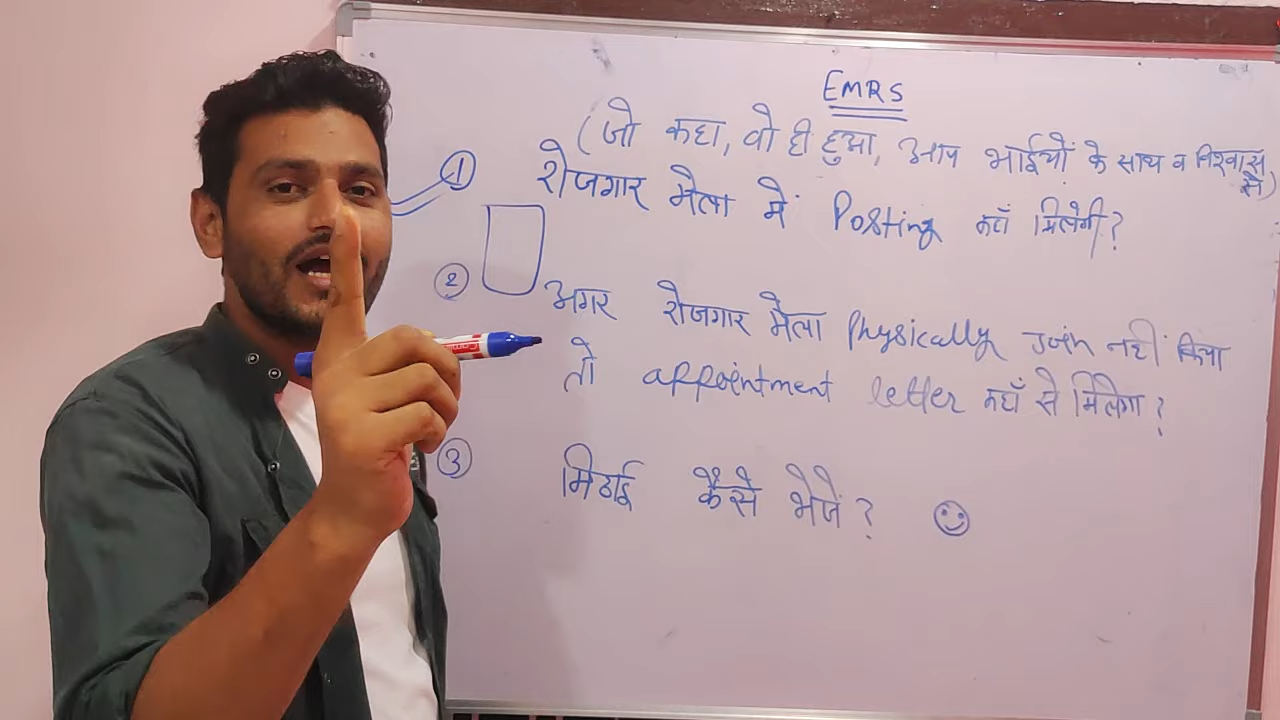 EMRS
(जो कहा, वो ही हुआ, आप भाईयों के साथ व विश्वास से)
① रोजगार मेला में Posting कहाँ मिलेगी?
② अगर रोजगार मेला Physically Join नहीं किया
तो appointment letter कहाँ से मिलेगा?
③ मिठाई कैसे भेजें? ☺